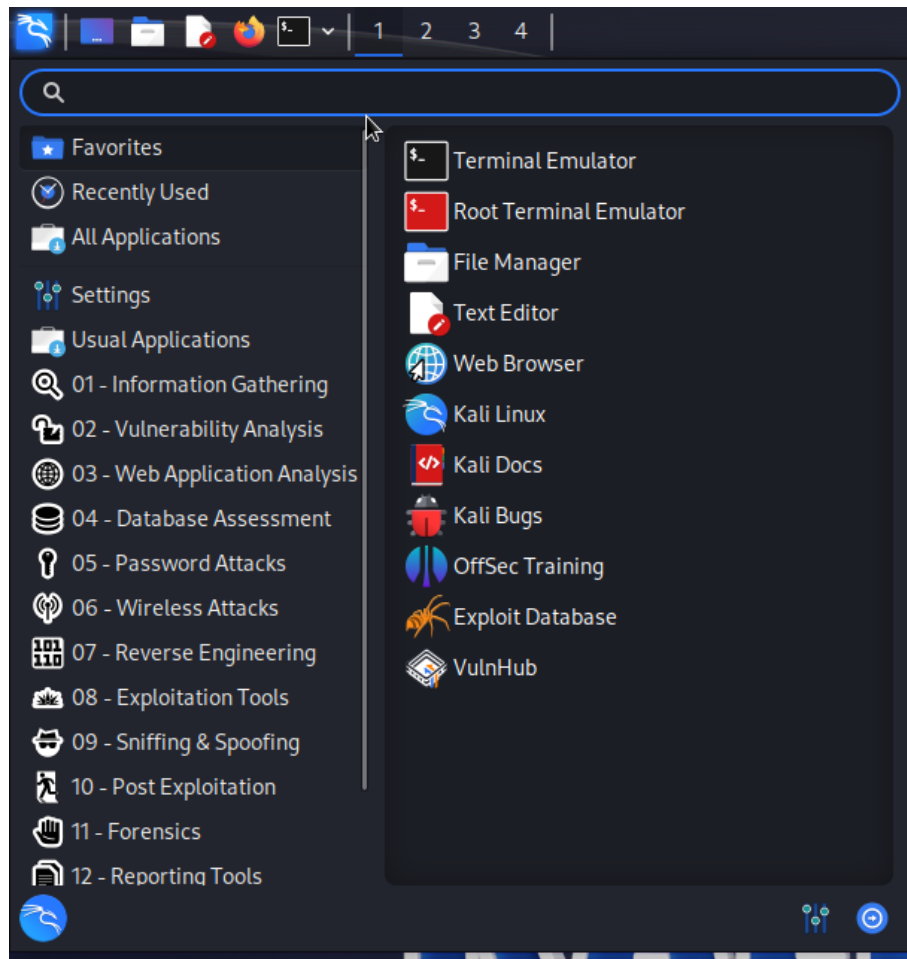 1 2 3 4
Favorites
Recently Used
All Applications
Settings
Usual Applications
01 - Information Gathering
02 - Vulnerability Analysis
03 - Web Application Analysis
04 - Database Assessment
05 - Password Attacks
06 - Wireless Attacks
07 - Reverse Engineering
08 - Exploitation Tools
09 - Sniffing & Spoofing
10 - Post Exploitation
11 - Forensics
12 - Reporting Tools
Terminal Emulator
Root Terminal Emulator
File Manager
Text Editor
Web Browser
Kali Linux
Kali Docs
Kali Bugs
OffSec Training
Exploit Database
VulnHub